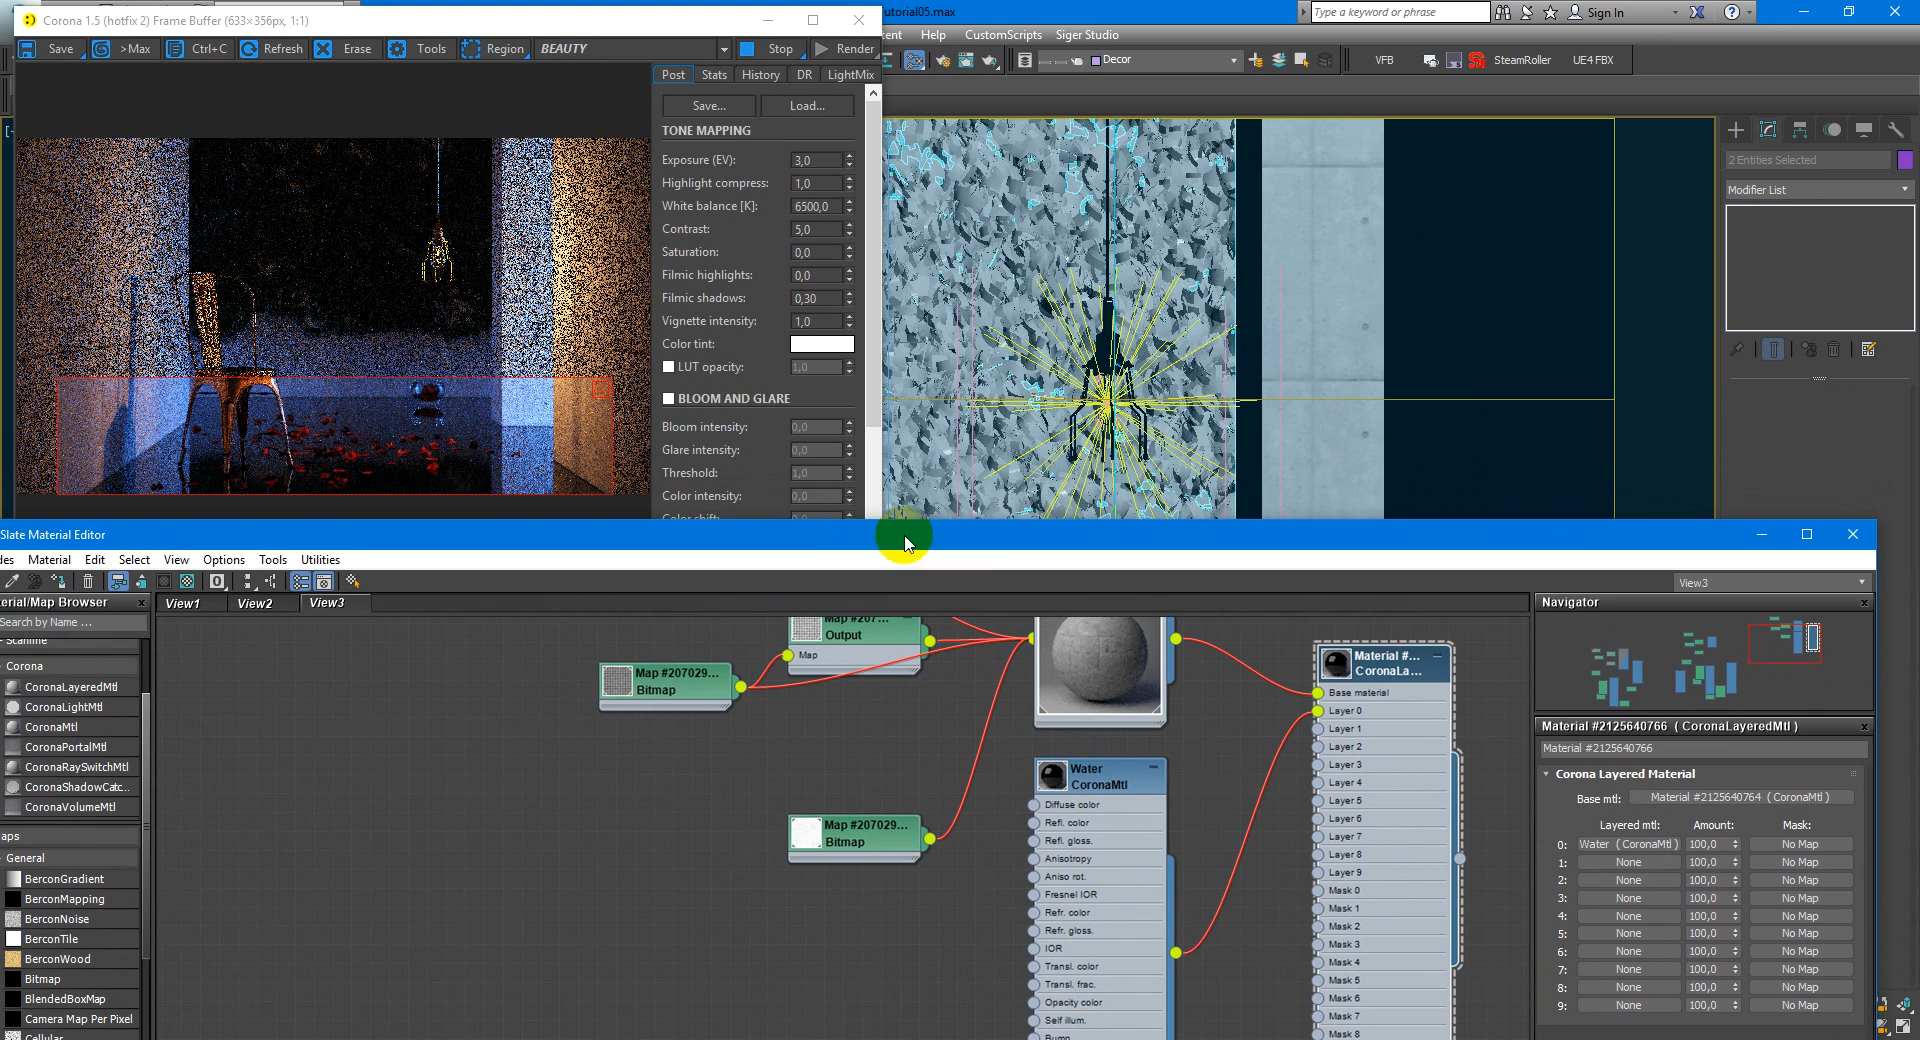 Corona 1.5 (hotfix 2) Frame Buffer (633×356px, 1:1)
utorial05.max
Type a keyword or phrase
Sign In
Save
>Max
Ctrl+C
Refresh
Erase
Tools
Region
BEAUTY
Stop
Render
Help
CustomScripts
Siger Studio
Decor
VFB
SteamRoller
UE4 FBX
Post
Stats
History
DR
LightMix
Save...
Load...
TONE MAPPING
Exposure (EV): 3,0
Highlight compress: 1,0
White balance [K]: 6500,0
Contrast: 5,0
Saturation: 0,0
Filmic highlights: 0,0
Filmic shadows: 0,30
Vignette intensity: 1,0
Color tint:
LUT opacity: 1,0
BLOOM AND GLARE
Bloom intensity: 0,0
Glare intensity: 0,0
Threshold: 1,0
Color intensity: 0,0
Color shift:
2 Entities Selected
Modifier List
Slate Material Editor
des
Material
Edit
Select
View
Options
Tools
Utilities
View3
terial/Map Browser
Search by Name ...
Scanline
Corona
CoronaLayeredMtl
CoronaLightMtl
CoronaMtl
CoronaPortalMtl
CoronaRaySwitchMtl
CoronaShadowCatc...
CoronaVolumeMtl
aps
General
BerconGradient
BerconMapping
BerconNoise
BerconTile
BerconWood
Bitmap
BlendedBoxMap
Camera Map Per Pixel
Cellular
View1
View2
View3
Map #207...
Output
Map
Map #207029...
Bitmap
Map #207029...
Bitmap
Water
CoronaMtl
Diffuse color
Refl. color
Refl. gloss.
Anisotropy
Aniso rot.
Fresnel IOR
Refr. color
Refr. gloss.
IOR
Transl. color
Transl. frac.
Opacity color
Self illum.
Bump
Material #...
CoronaLa...
Base material
Layer 0
Layer 1
Layer 2
Layer 3
Layer 4
Layer 5
Layer 6
Layer 7
Layer 8
Layer 9
Mask 0
Mask 1
Mask 2
Mask 3
Mask 4
Mask 5
Mask 6
Mask 7
Mask 8
Navigator
Material #2125640766 ( CoronaLayeredMtl )
Material #2125640766
Corona Layered Material
Base mtl: Material #2125640764 ( CoronaMtl )
Layered mtl: Amount: Mask:
0: Water ( CoronaMtl ) 100,0 No Map
1: None 100,0 No Map
2: None 100,0 No Map
3: None 100,0 No Map
4: None 100,0 No Map
5: None 100,0 No Map
6: None 100,0 No Map
7: None 100,0 No Map
8: None 100,0 No Map
9: None 100,0 No Map